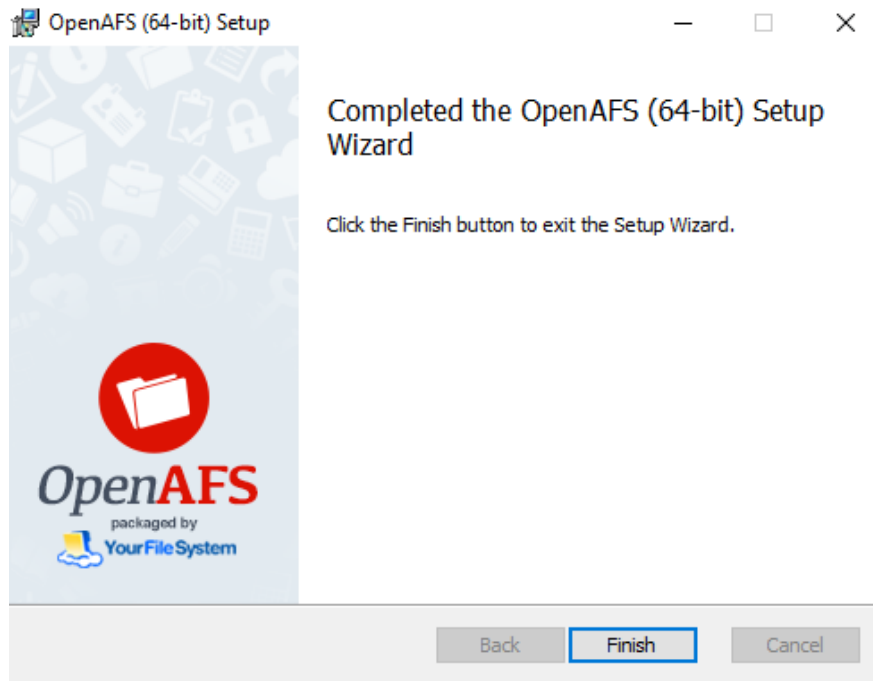 OpenAFS (64-bit) Setup
Completed the OpenAFS (64-bit) Setup
Wizard
Click the Finish button to exit the Setup Wizard.
OpenAFS
packaged by
YourFileSystem
Back
Finish
Cancel